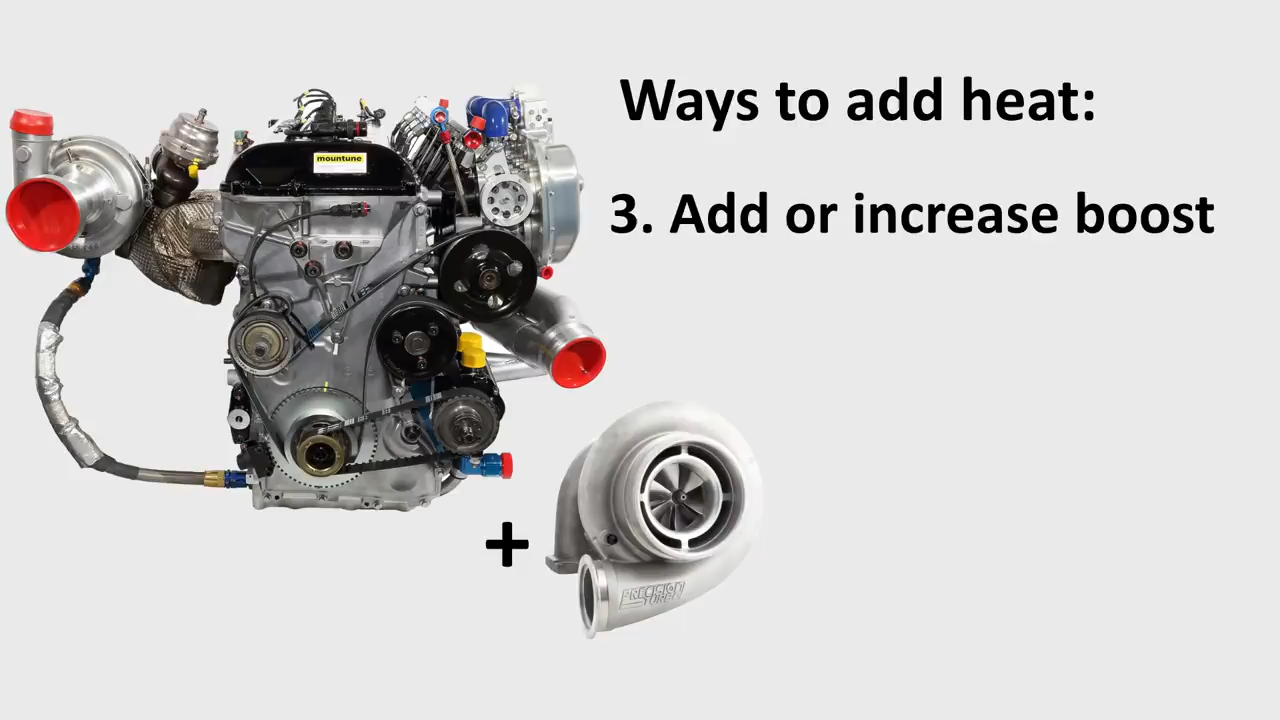 Ways to add heat:
3. Add or increase boost
mountune
+
PRECISION
TURBO